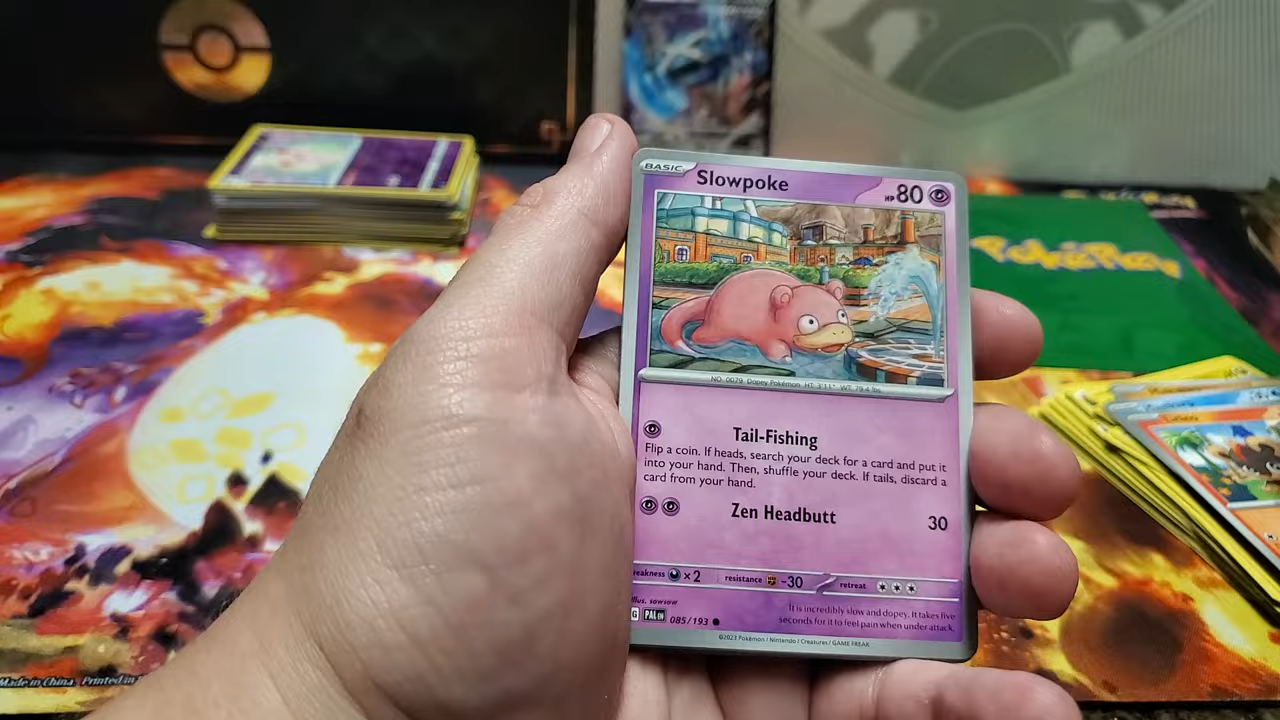 BASIC
Slowpoke
HP 80
NO. 0079 Dopey Pokémon HT: 3'11" WT: 79.4 lbs.
Tail-Fishing
Flip a coin. If heads, search your deck for a card and put it
into your hand. Then, shuffle your deck. If tails, discard a
card from your hand.
Zen Headbutt 30
weakness ×2 resistance -30 retreat
Illus. sowsow
G PAL EN 085/193
It is incredibly slow and dopey. It takes five
seconds for it to feel pain when under attack.
©2023 Pokémon / Nintendo / Creatures / GAME FREAK
PoKéMoN
Made in China. Printed in